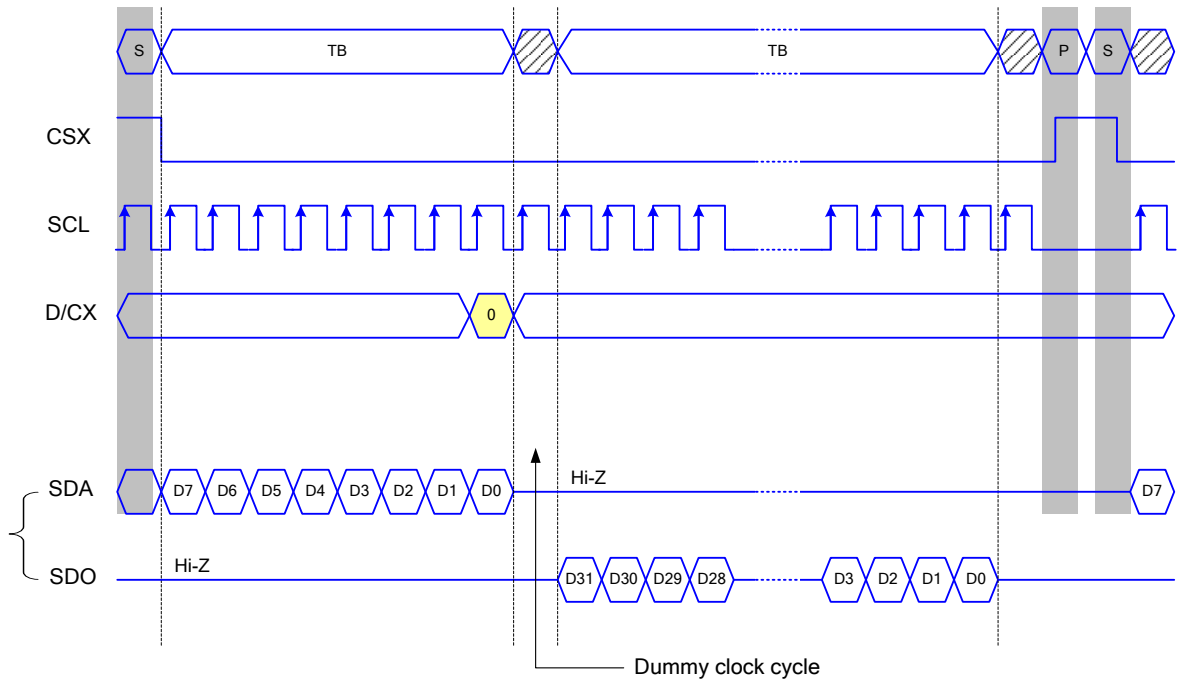 S TB TB P S
CSX
SCL
D/CX 0
Hi-Z
SDA D7 D6 D5 D4 D3 D2 D1 D0 D7
Hi-Z
SDO D31 D30 D29 D28 D3 D2 D1 D0
Dummy clock cycle